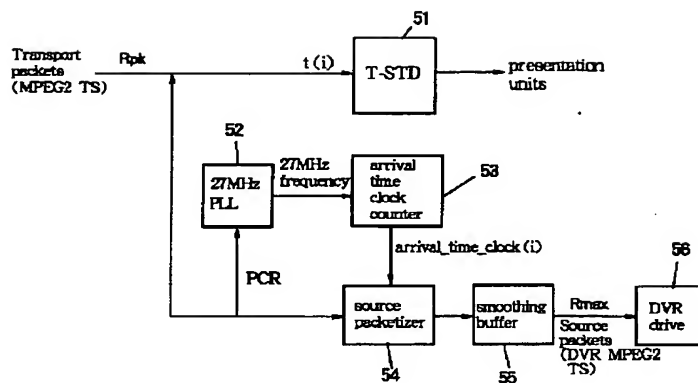 Transport
packets
(MPEG2 TS)
Rpk
t(i)
51
T-STD
presentation
units
52
27MHz
PLL
27MHz
frequency
arrival
time
clock
counter
53
arrival_time_clock(i)
PCR
source
packetizer
54
smoothing
buffer
55
Rmax
Source
packets
(DVR MPEG2
TS)
56
DVR
drive